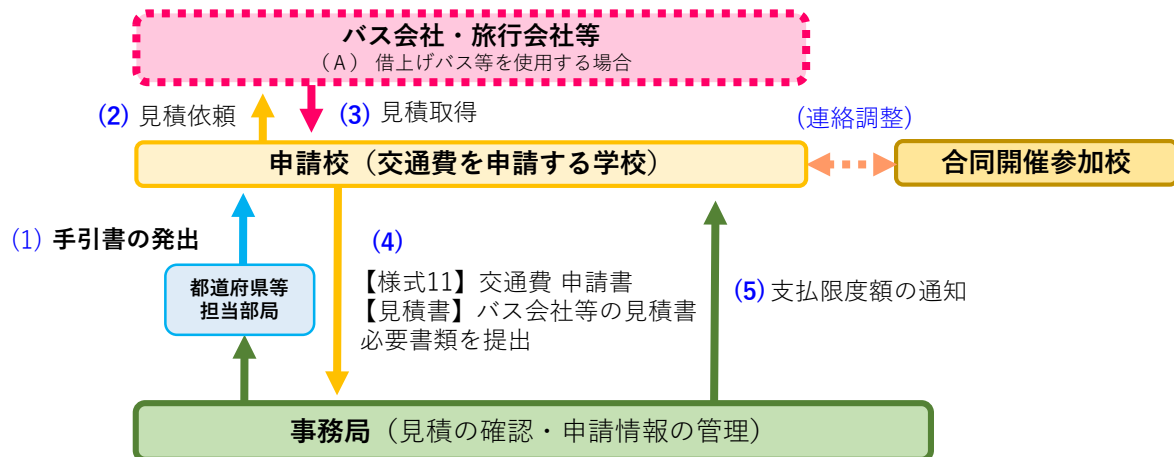 バス会社・旅行会社等
（A） 借上げバス等を使用する場合
(2) 見積依頼
(3) 見積取得
(連絡調整)
申請校（交通費を申請する学校）
合同開催参加校
(1) 手引書の発出
都道府県等
担当部局
(4)
【様式11】交通費 申請書
【見積書】バス会社等の見積書
必要書類を提出
(5) 支払限度額の通知
事務局（見積の確認・申請情報の管理）